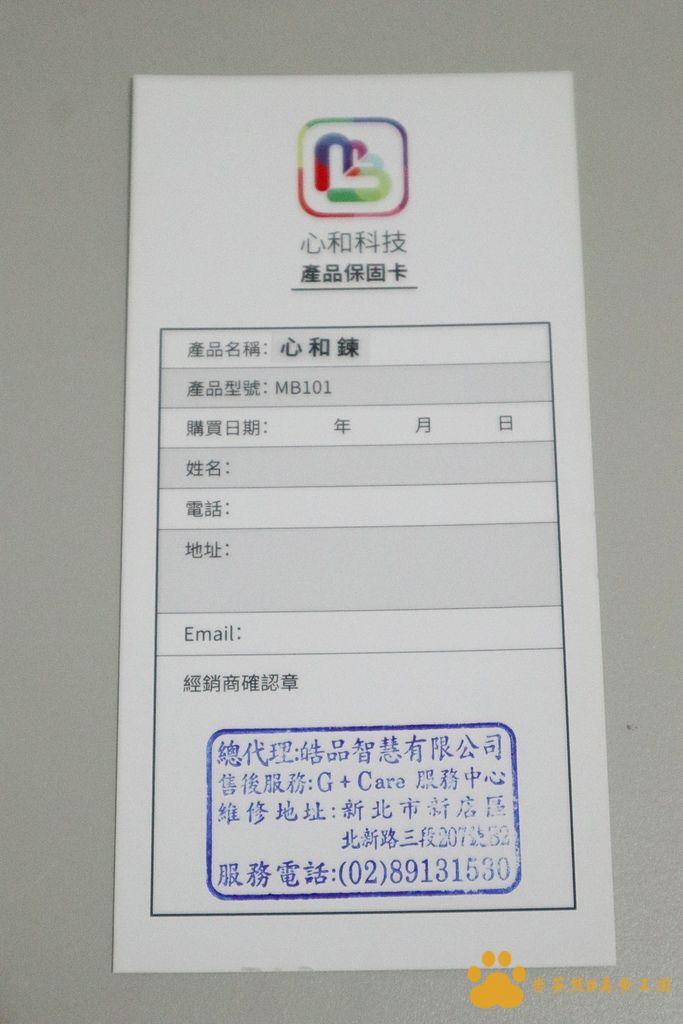 心和科技
產品保固卡
產品名稱: 心和鍊
產品型號: MB101
購買日期: 年 月 日
姓名:
電話:
地址:
Email:
經銷商確認章
總代理:皓品智慧有限公司
售後服務:G+Care 服務中心
維修地址:新北市新店區
北新路三段207號B2
服務電話:(02)89131530